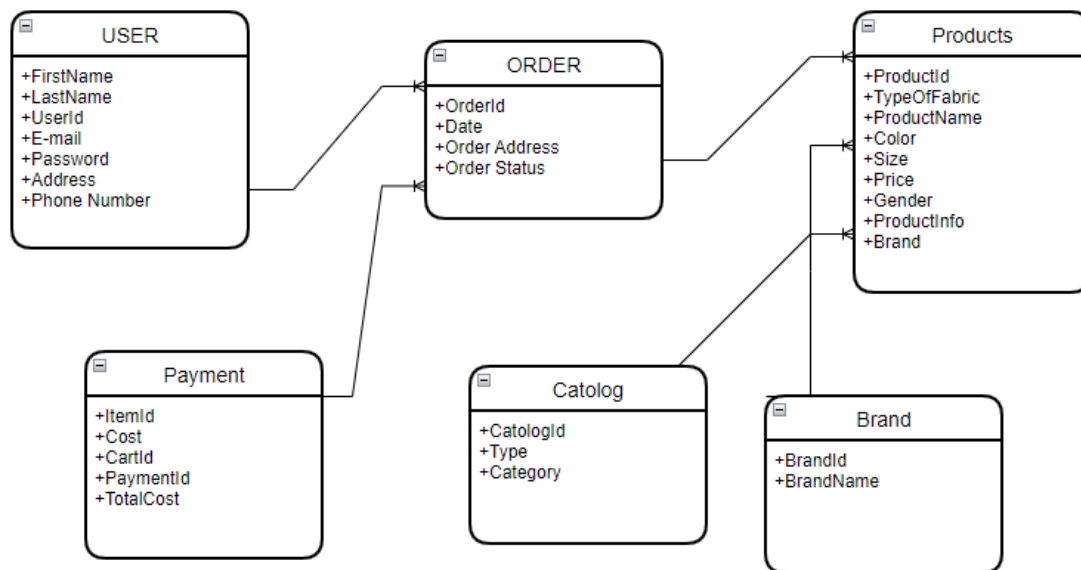 USER
+FirstName
+LastName
+UserId
+E-mail
+Password
+Address
+Phone Number
ORDER
+OrderId
+Date
+Order Address
+Order Status
Products
+ProductId
+TypeOfFabric
+ProductName
+Color
+Size
+Price
+Gender
+ProductInfo
+Brand
Payment
+ItemId
+Cost
+CartId
+PaymentId
+TotalCost
Catolog
+CatologId
+Type
+Category
Brand
+BrandId
+BrandName